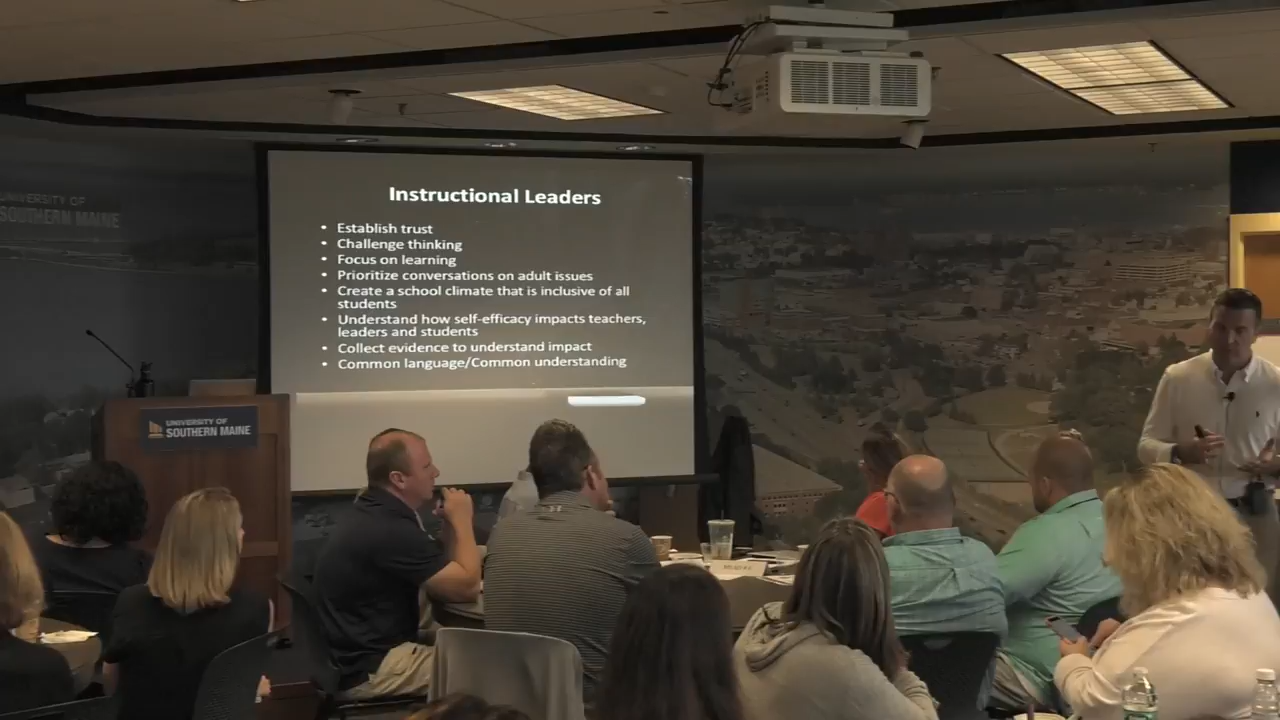 UNIVERSITY OF
SOUTHERN MAINE
Instructional Leaders
• Establish trust
• Challenge thinking
• Focus on learning
• Prioritize conversations on adult issues
• Create a school climate that is inclusive of all
students
• Understand how self-efficacy impacts teachers,
leaders and students
• Collect evidence to understand impact
• Common language/Common understanding
UNIVERSITY OF
SOUTHERN MAINE